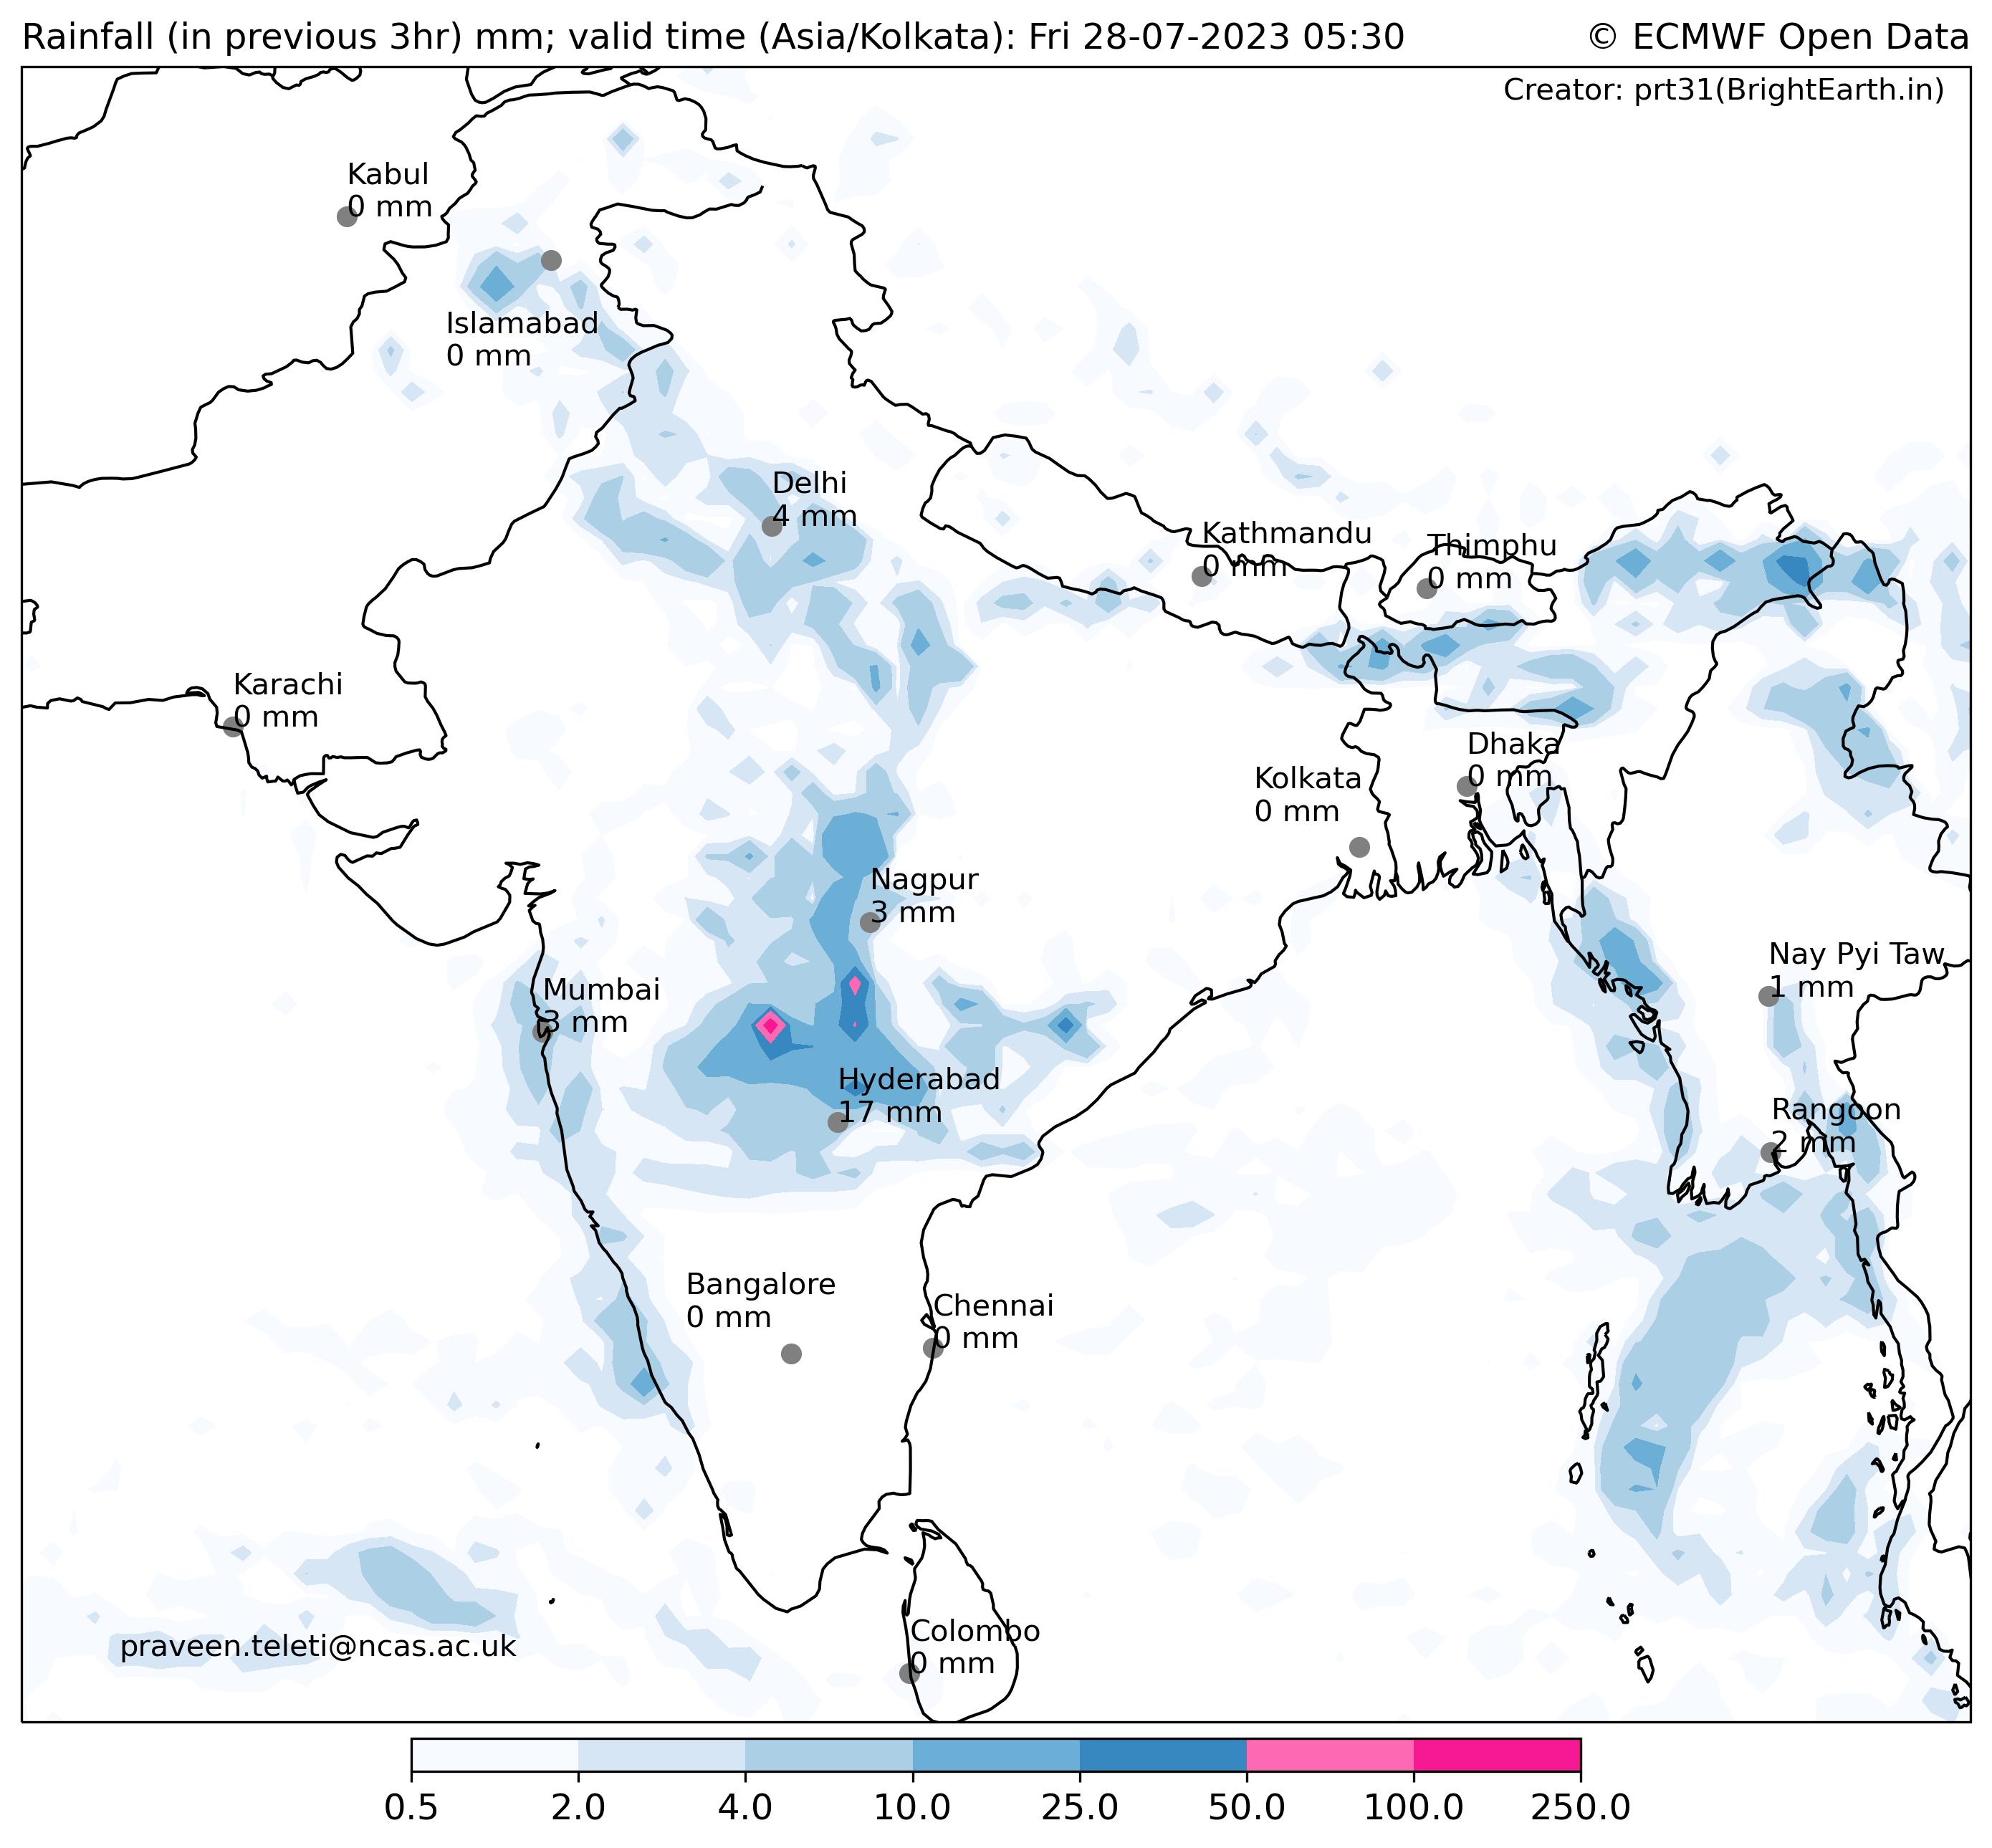 Rainfall (in previous 3hr) mm; valid time (Asia/Kolkata): Fri 28-07-2023 05:30
© ECMWF Open Data
Creator: prt31(BrightEarth.in)
Kabul
0 mm
Islamabad
0 mm
Delhi
4 mm
Kathmandu
0 mm
Thimphu
0 mm
Karachi
0 mm
Dhaka
0 mm
Kolkata
0 mm
Nagpur
3 mm
Nay Pyi Taw
1 mm
Mumbai
3 mm
Hyderabad
17 mm
Rangoon
2 mm
Bangalore
0 mm
Chennai
0 mm
Colombo
0 mm
praveen.teleti@ncas.ac.uk
0.5 2.0 4.0 10.0 25.0 50.0 100.0 250.0